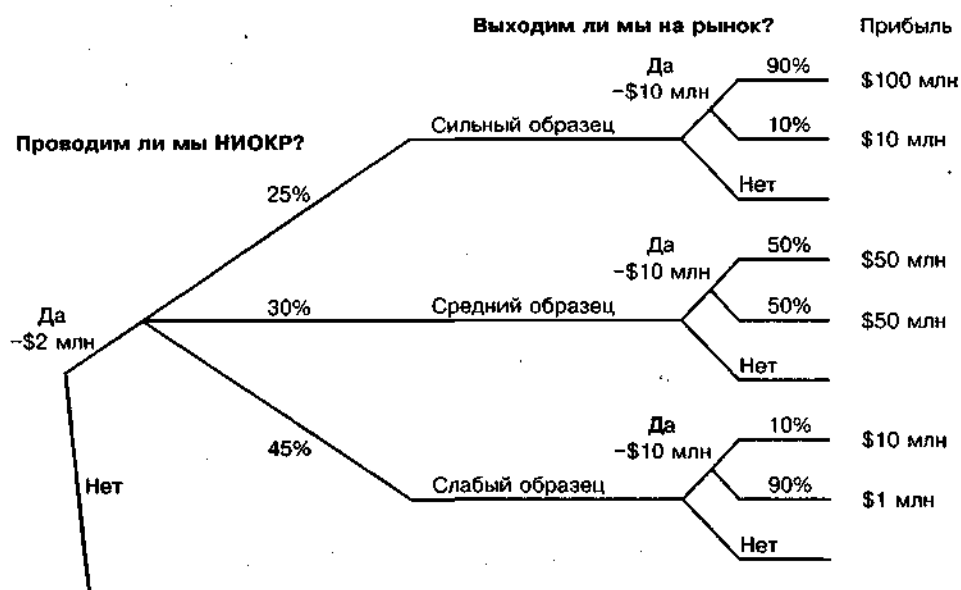 Выходим ли мы на рынок?
Прибыль
Да
−$10 млн
90%
$100 млн
Сильный образец
10%
$10 млн
Проводим ли мы НИОКР?
Нет
25%
Да
−$10 млн
50%
$50 млн
Да
−$2 млн
30%
Средний образец
50%
$50 млн
Нет
45%
Да
−$10 млн
10%
$10 млн
Нет
Слабый образец
90%
$1 млн
Нет